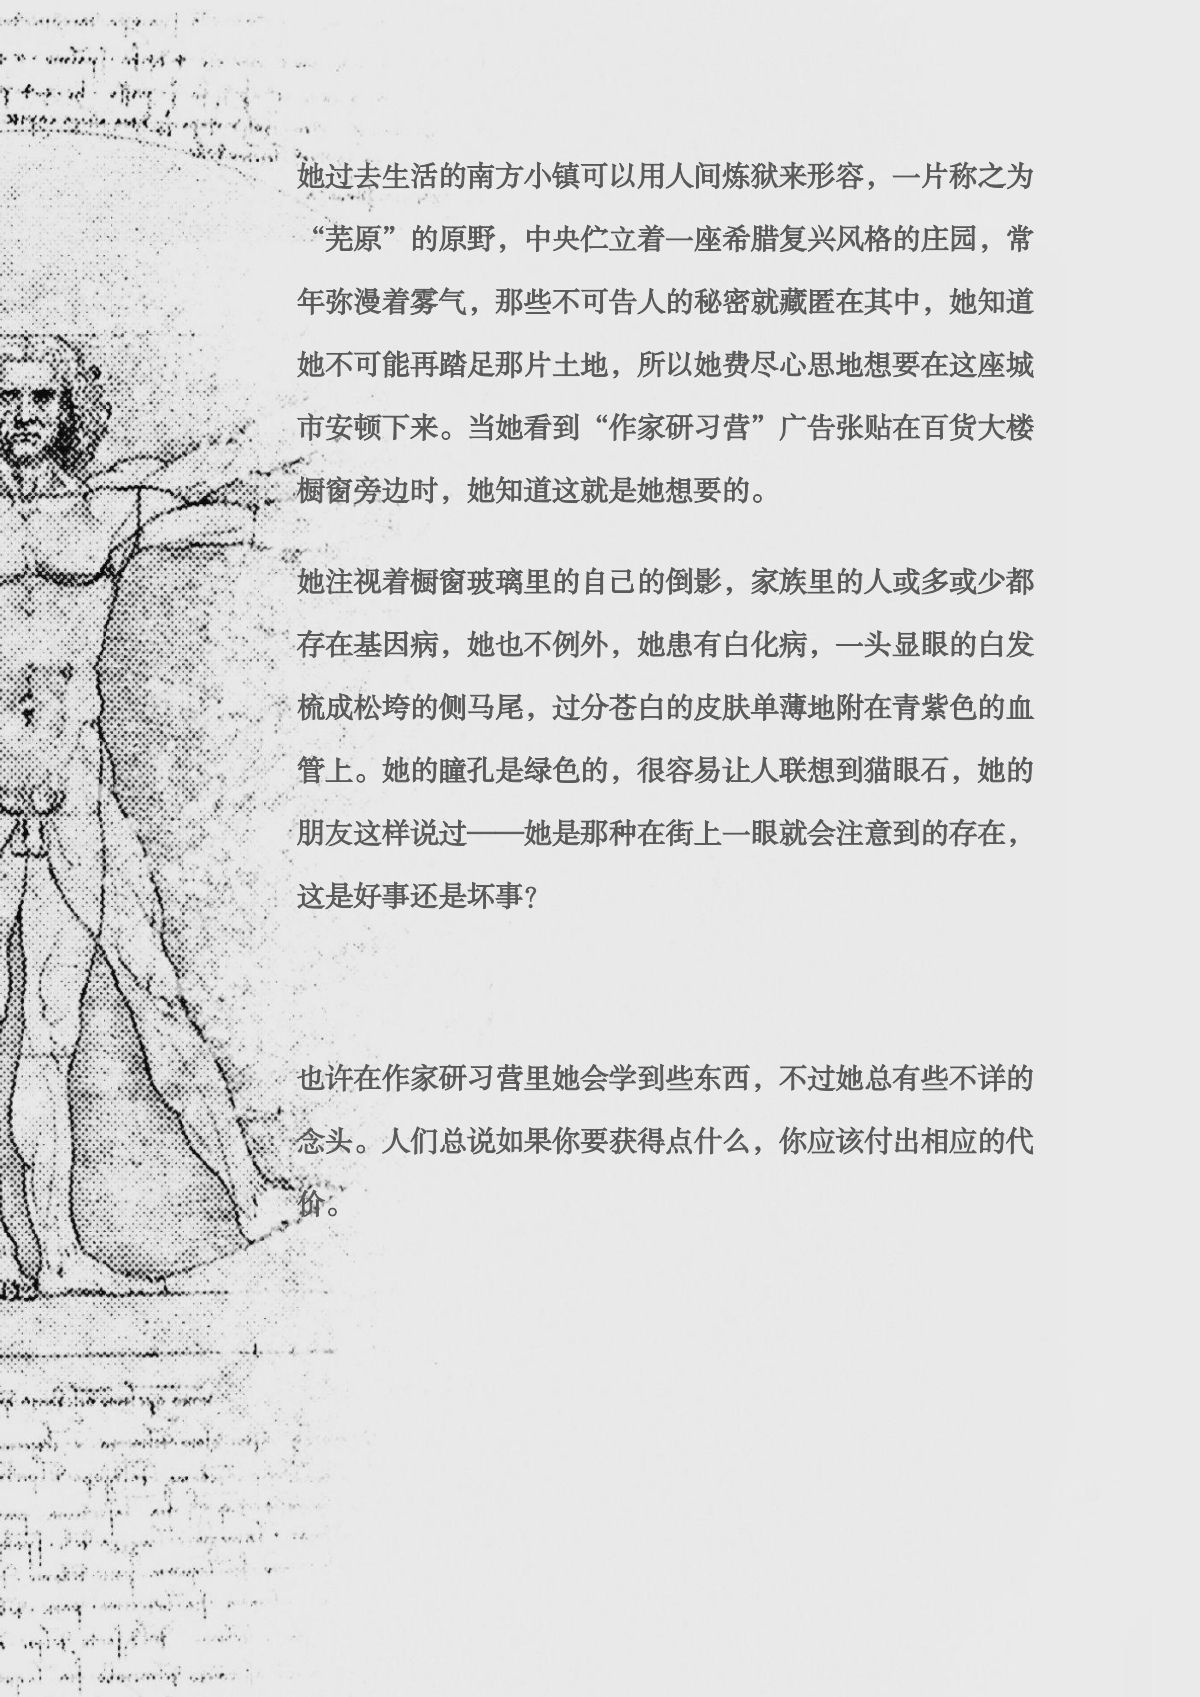 她过去生活的南方小镇可以用人间炼狱来形容，一片称之为
“芜原”的原野，中央伫立着一座希腊复兴风格的庄园，常
年弥漫着雾气，那些不可告人的秘密就藏匿在其中，她知道
她不可能再踏足那片土地，所以她费尽心思地想要在这座城
市安顿下来。当她看到“作家研习营”广告张贴在百货大楼
橱窗旁边时，她知道这就是她想要的。
她注视着橱窗玻璃里的自己的倒影，家族里的人或多或少都
存在基因病，她也不例外，她患有白化病，一头显眼的白发
梳成松垮的侧马尾，过分苍白的皮肤单薄地附在青紫色的血
管上。她的瞳孔是绿色的，很容易让人联想到猫眼石，她的
朋友这样说过——她是那种在街上一眼就会注意到的存在，
这是好事还是坏事？
也许在作家研习营里她会学到些东西，不过她总有些不详的
念头。人们总说如果你要获得点什么，你应该付出相应的代
价。